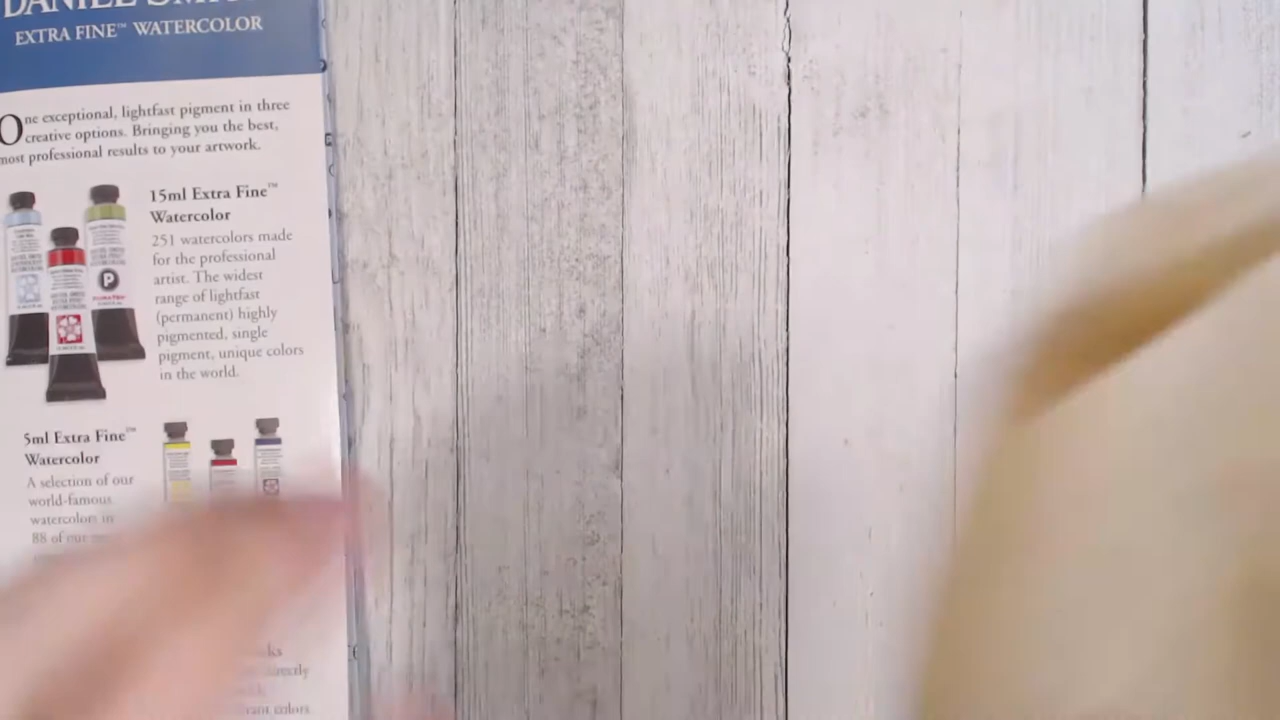 DANIEL SMITH
EXTRA FINE™ WATERCOLOR
One exceptional, lightfast pigment in three
creative options. Bringing you the best,
most professional results to your artwork.
15ml Extra Fine™
Watercolor
251 watercolors made
for the professional
artist. The widest
range of lightfast
(permanent) highly
pigmented, single
pigment, unique colors
in the world.
P
5ml Extra Fine™
Watercolor
A selection of our
world-famous
watercolors in
88 of our
colors